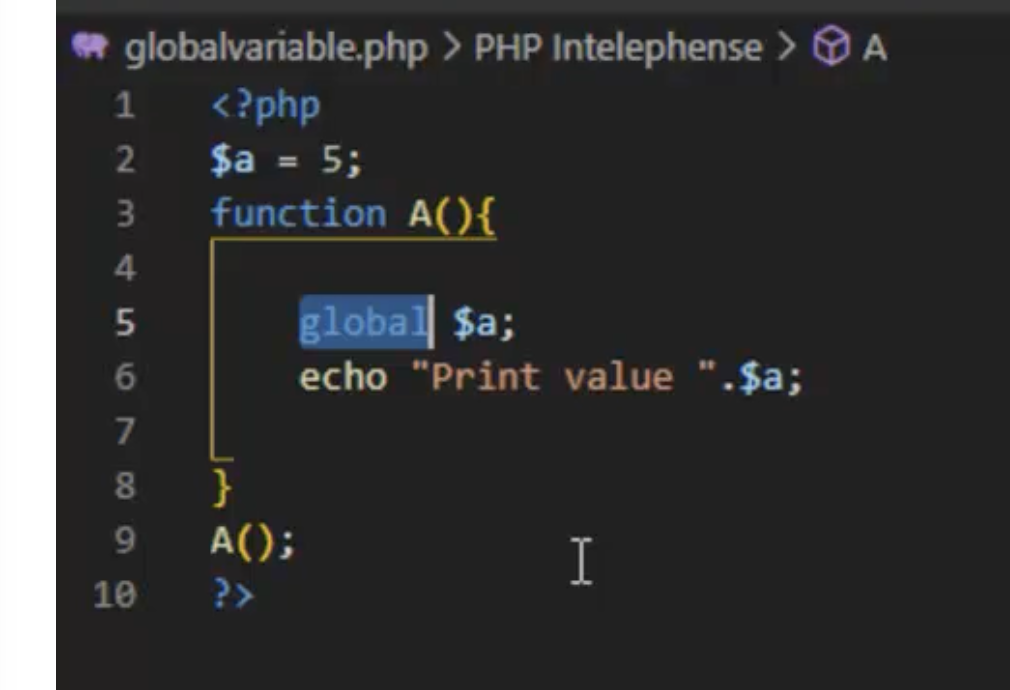 globalvariable.php > PHP Intelephense > A
1 <?php
2 $a = 5;
3 function A(){
4
5 global $a;
6 echo "Print value ".$a;
7
8 }
9 A();
10 ?>